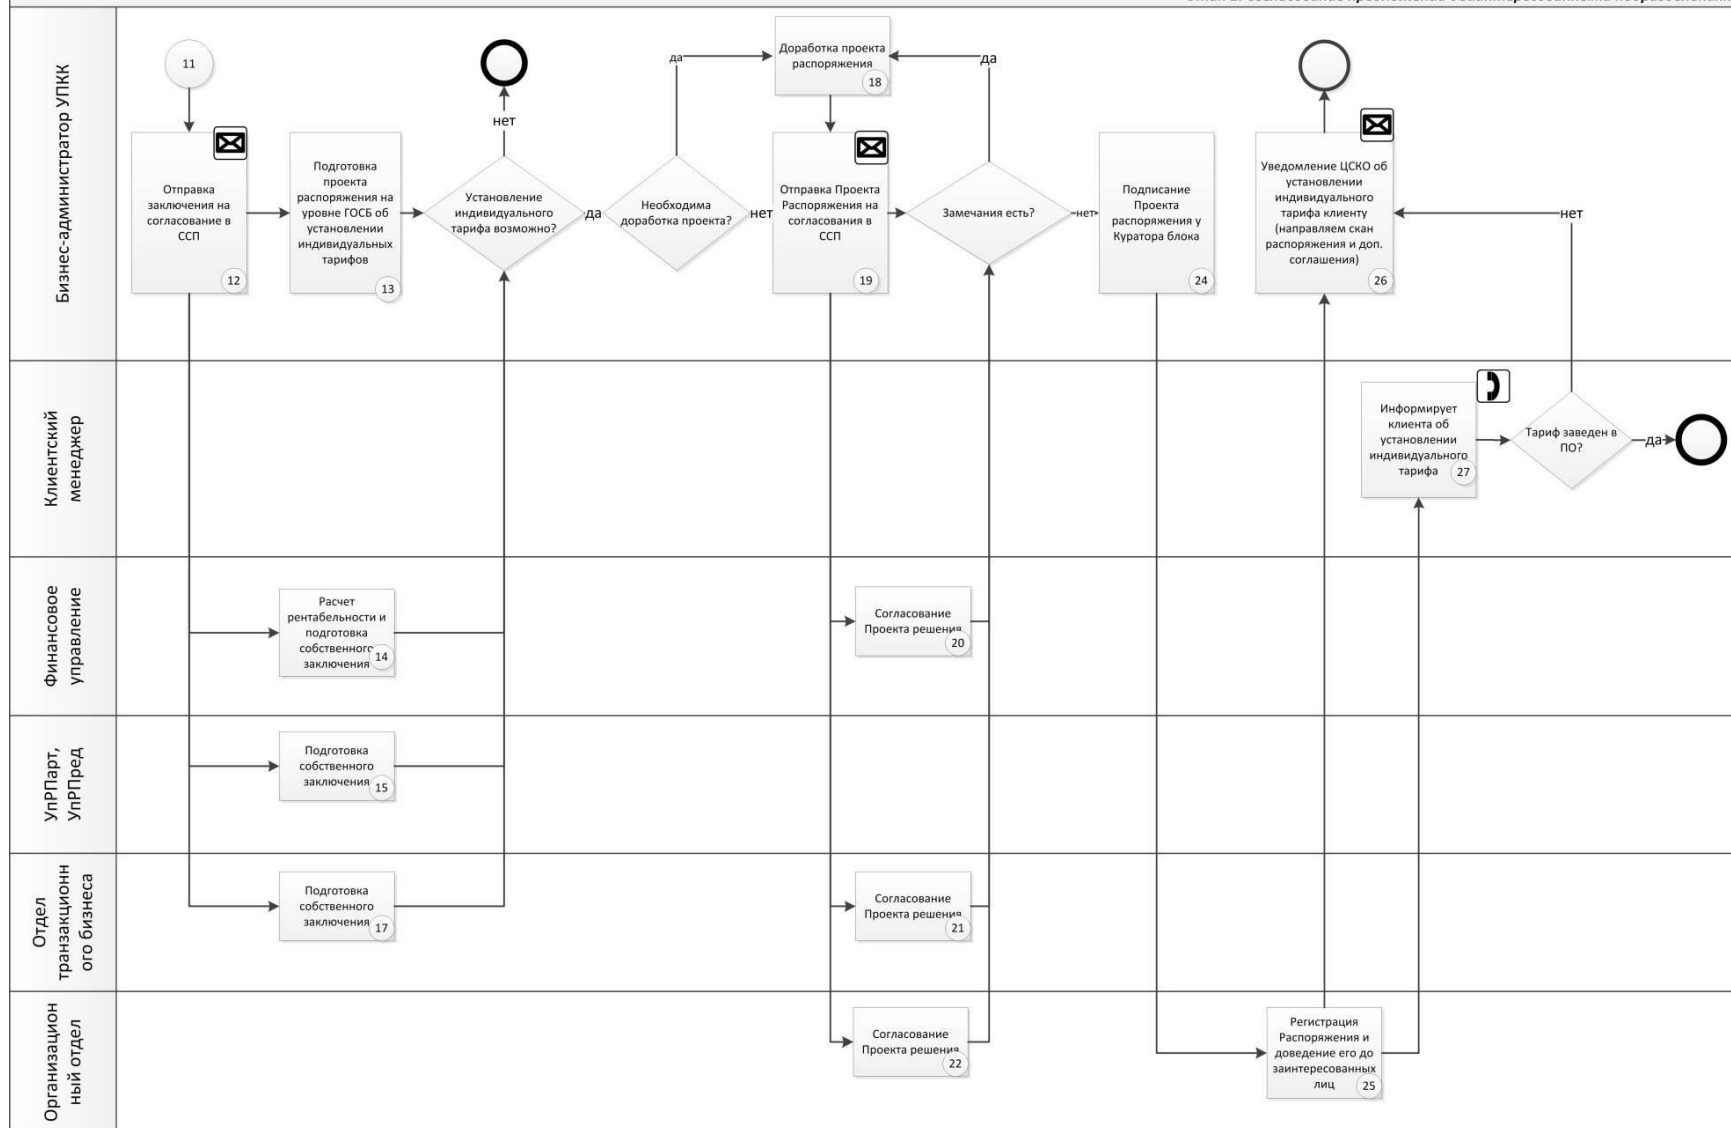 Бизнес-администратор УПКК
11
Отправка
заключения на
согласование в
ССП
12
Подготовка
проекта
распоряжения на
уровне ГОСБ об
установлении
индивидуальных
тарифов
13
нет
Установление
индивидуального
тарифа возможно?
да
да
Необходима
доработка проекта?
нет
Доработка проекта
распоряжения
18
Отправка Проекта
Распоряжения на
согласования в
ССП
19
да
Замечания есть?
нет
Подписание
Проекта
распоряжения у
Куратора блока
24
Уведомление ЦСКО об
установлении
индивидуального
тарифа клиенту
(направляем скан
распоряжения и доп.
соглашения)
26
нет
Клиентский
менеджер
Информирует
клиента об
установлении
индивидуального
тарифа
27
Тариф заведен в
ПО?
да
Финансовое
управление
Расчет
рентабельности и
подготовка
собственного
заключения
14
Согласование
Проекта решения
20
УпРПарт,
УпРПред
Подготовка
собственного
заключения
15
Отдел
транзакционн
ого бизнеса
Подготовка
собственного
заключения
17
Согласование
Проекта решения
21
Организацион
ный отдел
Согласование
Проекта решения
22
Регистрация
Распоряжения и
доведение его до
заинтересованных
лиц
25